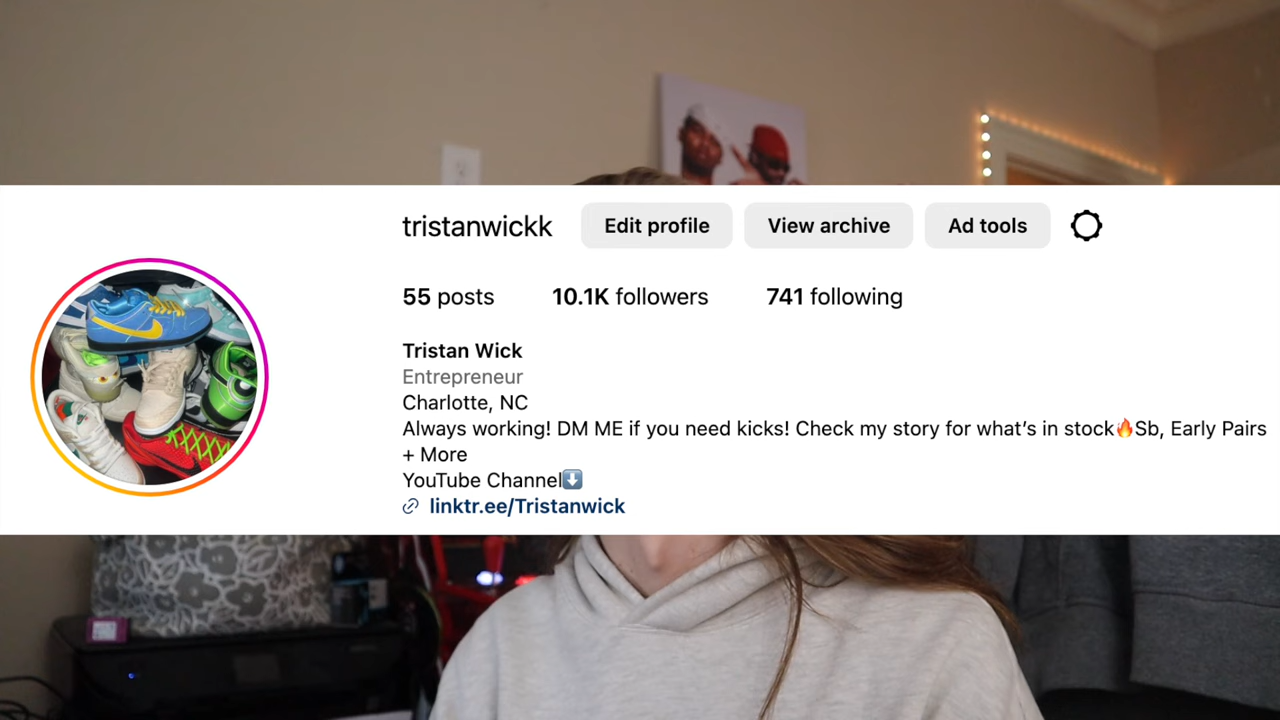 tristanwickk Edit profile View archive Ad tools
55 posts 10.1K followers 741 following
Tristan Wick
Entrepreneur
Charlotte, NC
Always working! DM ME if you need kicks! Check my story for what’s in stock🔥Sb, Early Pairs
+ More
YouTube Channel⬇️
linktr.ee/Tristanwick